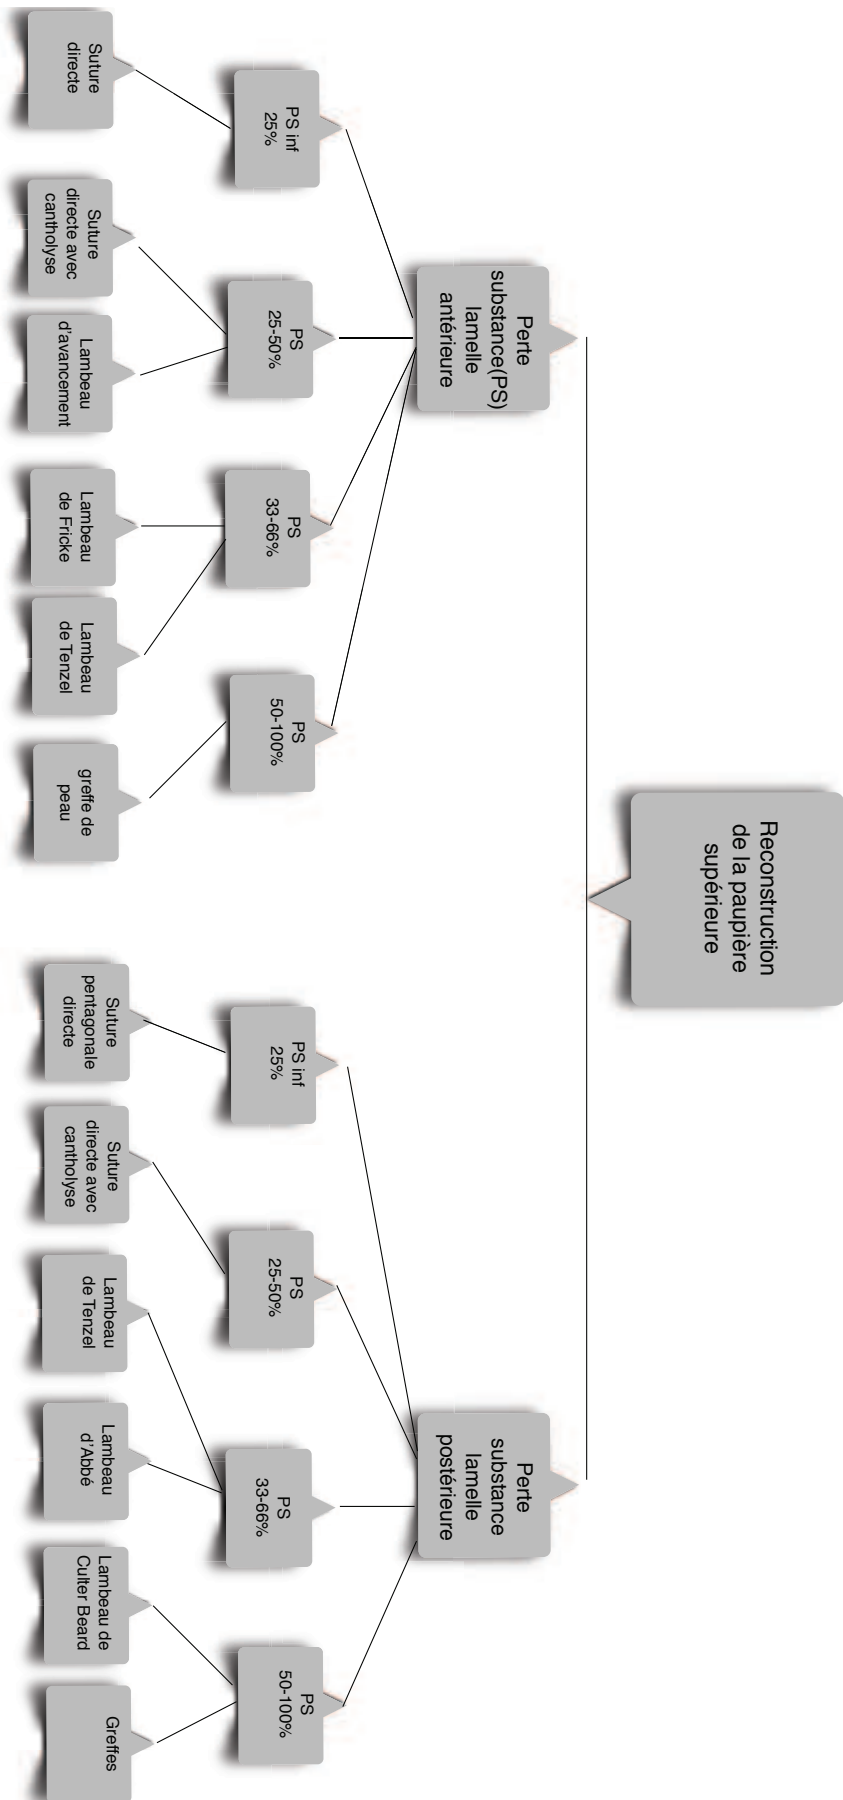 Reconstruction
de la paupière
supérieure
Perte
substance(PS)
lamelle
antérieure
Perte
substance
lamelle
postérieure
PS inf
25%
PS
25-50%
PS
33-66%
PS
50-100%
PS inf
25%
PS
25-50%
PS
33-66%
PS
50-100%
Suture
directe
Suture
directe avec
cantholyse
Lambeau
d'avancement
Lambeau
de Fricke
Lambeau
de Tenzel
greffe de
peau
Suture
pentagonale
directe
Suture
directe avec
cantholyse
Lambeau
de Tenzel
Lambeau
d'Abbé
Lambeau de
Culter Beard
Greffes